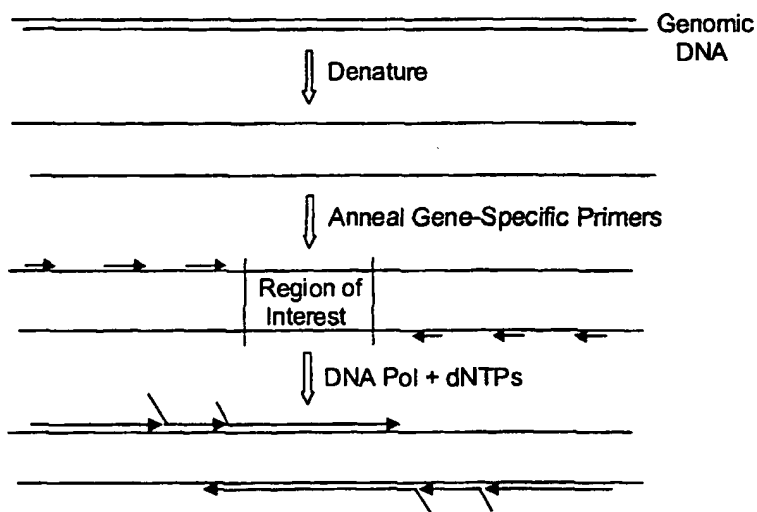 Genomic
DNA
Denature
Anneal Gene-Specific Primers
Region of
Interest
DNA Pol + dNTPs